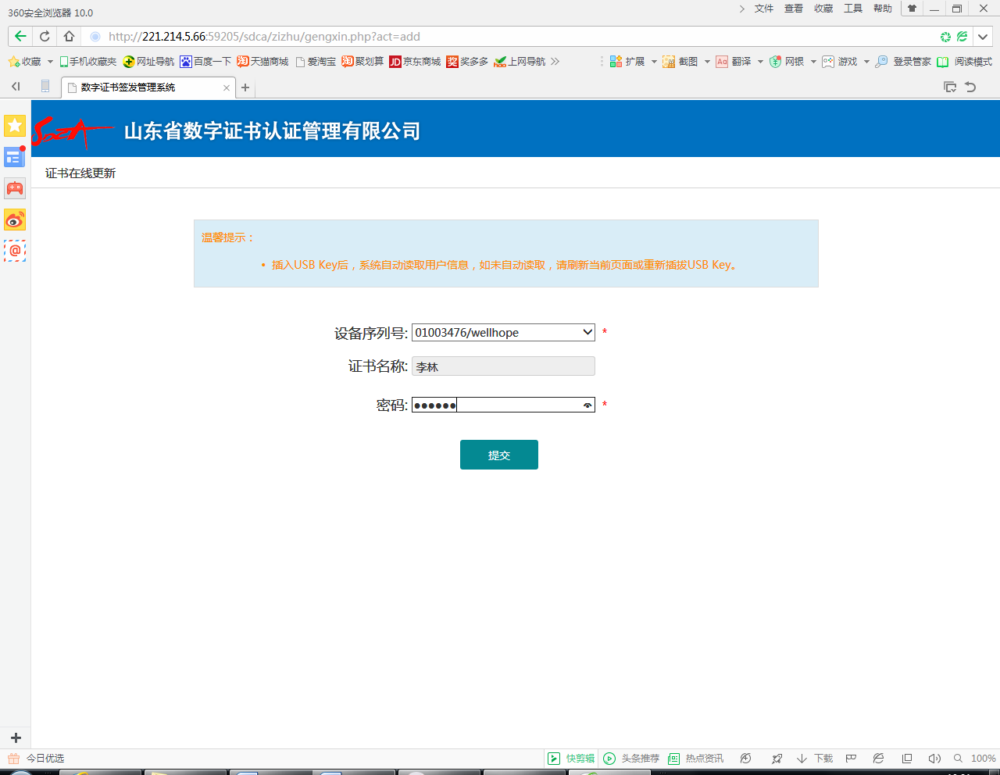 360安全浏览器 10.0
文件 查看 收藏 工具 帮助
http://221.214.5.66:59205/sdca/zizhu/gengxin.php?act=add
收藏 手机收藏夹 网址导航 百度一下 淘 天猫商城 爱淘宝 淘 聚划算 JD 京东商城 奖 奖多多 上网导航 扩展 截图 Aa 翻译 网银 游戏 登录管家 阅读模式
数字证书签发管理系统
山东省数字证书认证管理有限公司
证书在线更新
温馨提示：
• 插入USB Key后，系统自动读取用户信息，如未自动读取，请刷新当前页面或重新插拔USB Key。
设备序列号: 01003476/wellhope *
证书名称: 李林
密码: ●●●●●● *
提交
今日优选 快剪辑 头条推荐 热点资讯 下载 100%